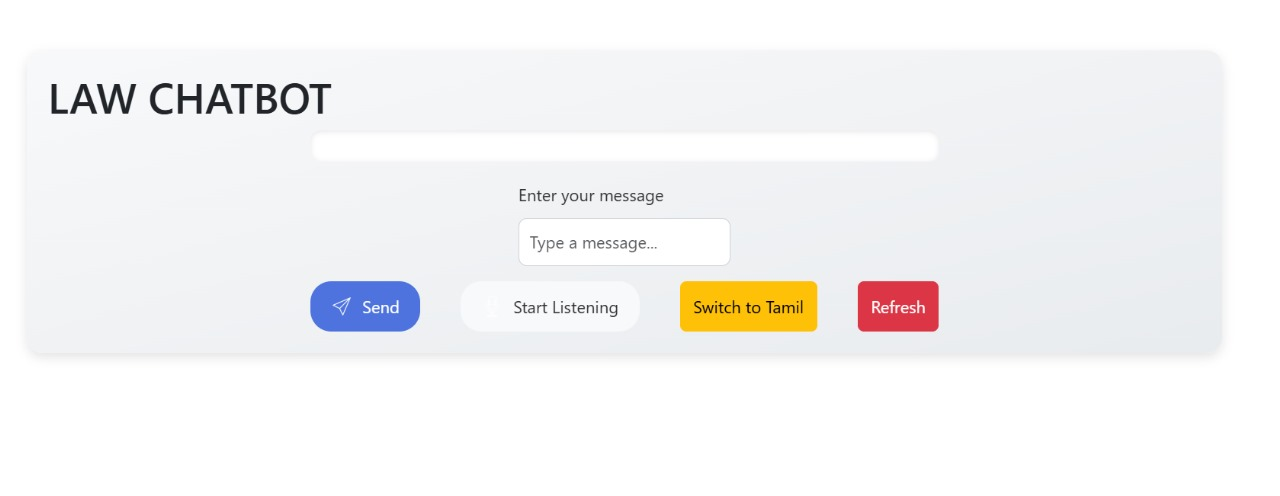 LAW CHATBOT
Enter your message
Type a message...
Send Start Listening Switch to Tamil Refresh